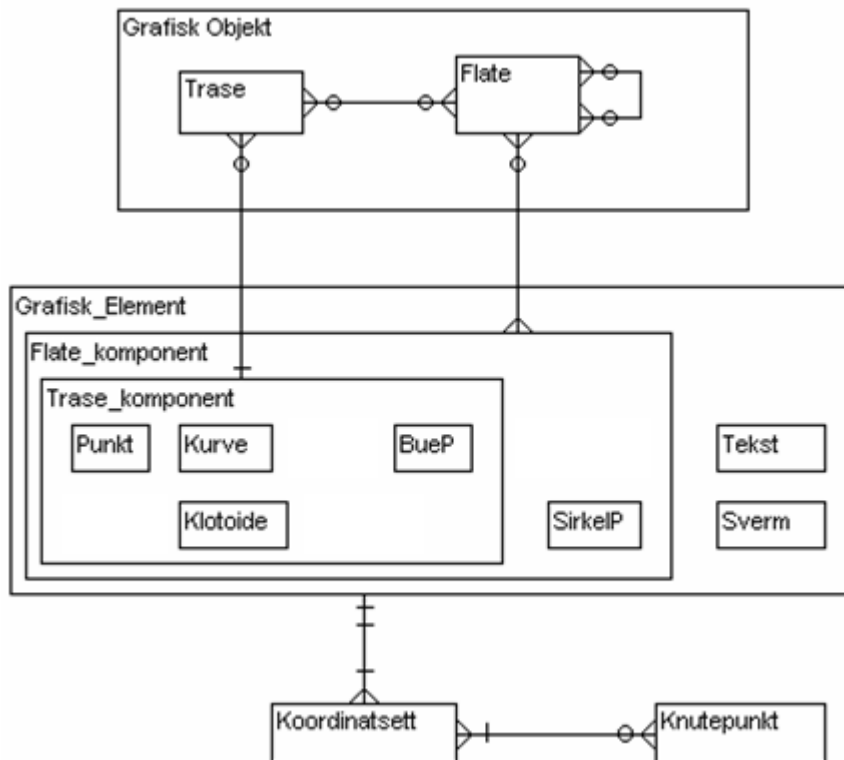 Grafisk Objekt
Trase
Flate
Grafisk_Element
Flate_komponent
Trase_komponent
Punkt
Kurve
BueP
Tekst
Klotoide
SirkelP
Sverm
Koordinatsett
Knutepunkt